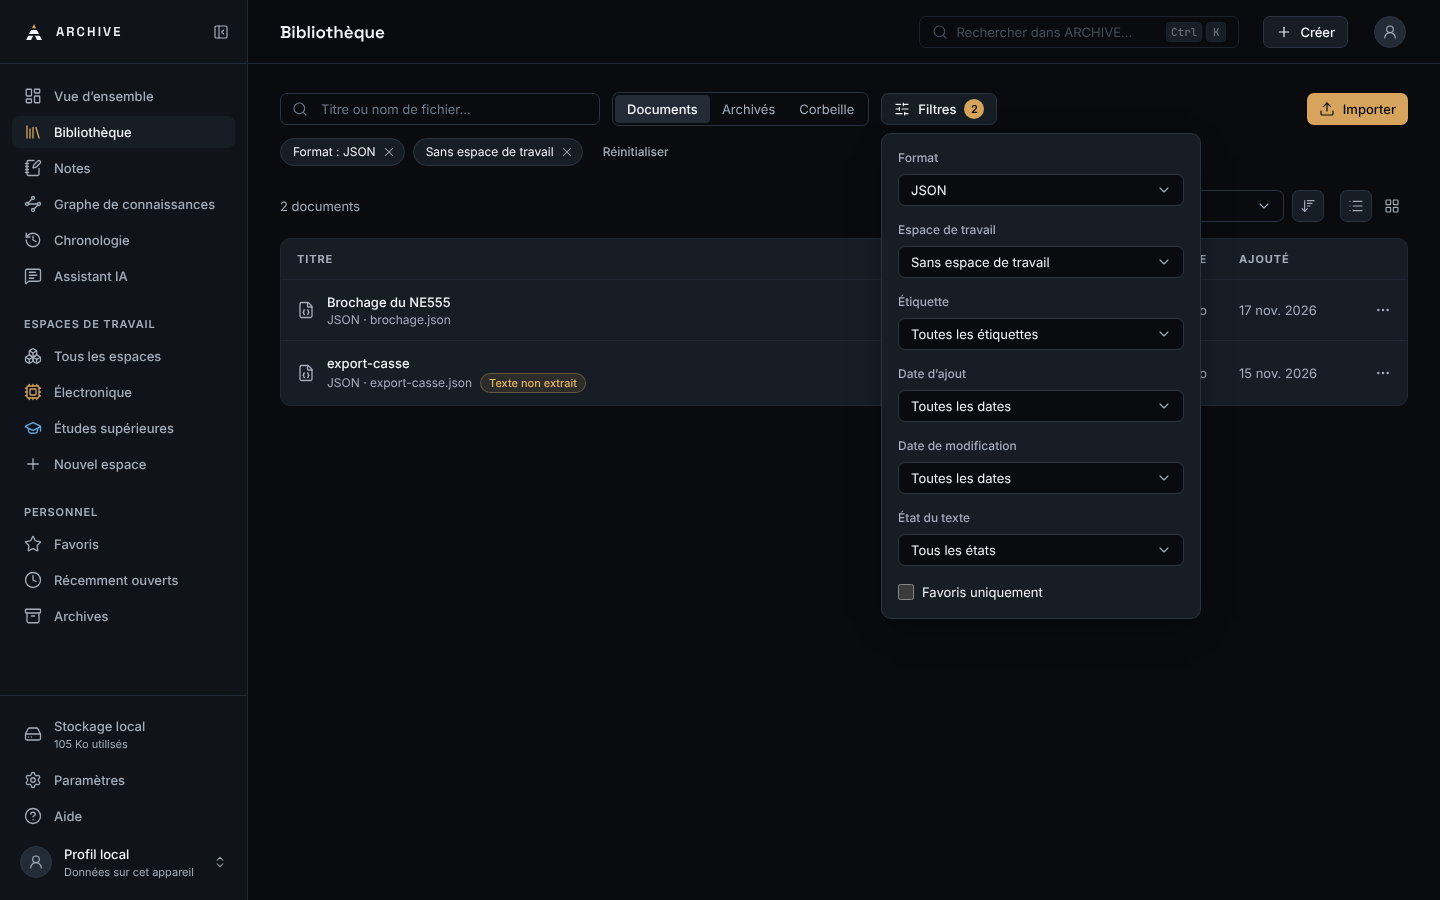 ARCHIVE
Vue d’ensemble
Bibliothèque
Notes
Graphe de connaissances
Chronologie
Assistant IA
ESPACES DE TRAVAIL
Tous les espaces
Électronique
Études supérieures
Nouvel espace
PERSONNEL
Favoris
Récemment ouverts
Archives
Stockage local
105 Ko utilisés
Paramètres
Aide
Profil local
Données sur cet appareil
Bibliothèque
Rechercher dans ARCHIVE...
Ctrl K
Créer
Titre ou nom de fichier...
Documents
Archivés
Corbeille
Filtres 2
Importer
Format : JSON
Sans espace de travail
Réinitialiser
2 documents
TITRE
E
AJOUTÉ
Brochage du NE555
JSON · brochage.json
o
17 nov. 2026
export-casse
JSON · export-casse.json
Texte non extrait
o
15 nov. 2026
Format
JSON
Espace de travail
Sans espace de travail
Étiquette
Toutes les étiquettes
Date d’ajout
Toutes les dates
Date de modification
Toutes les dates
État du texte
Tous les états
Favoris uniquement